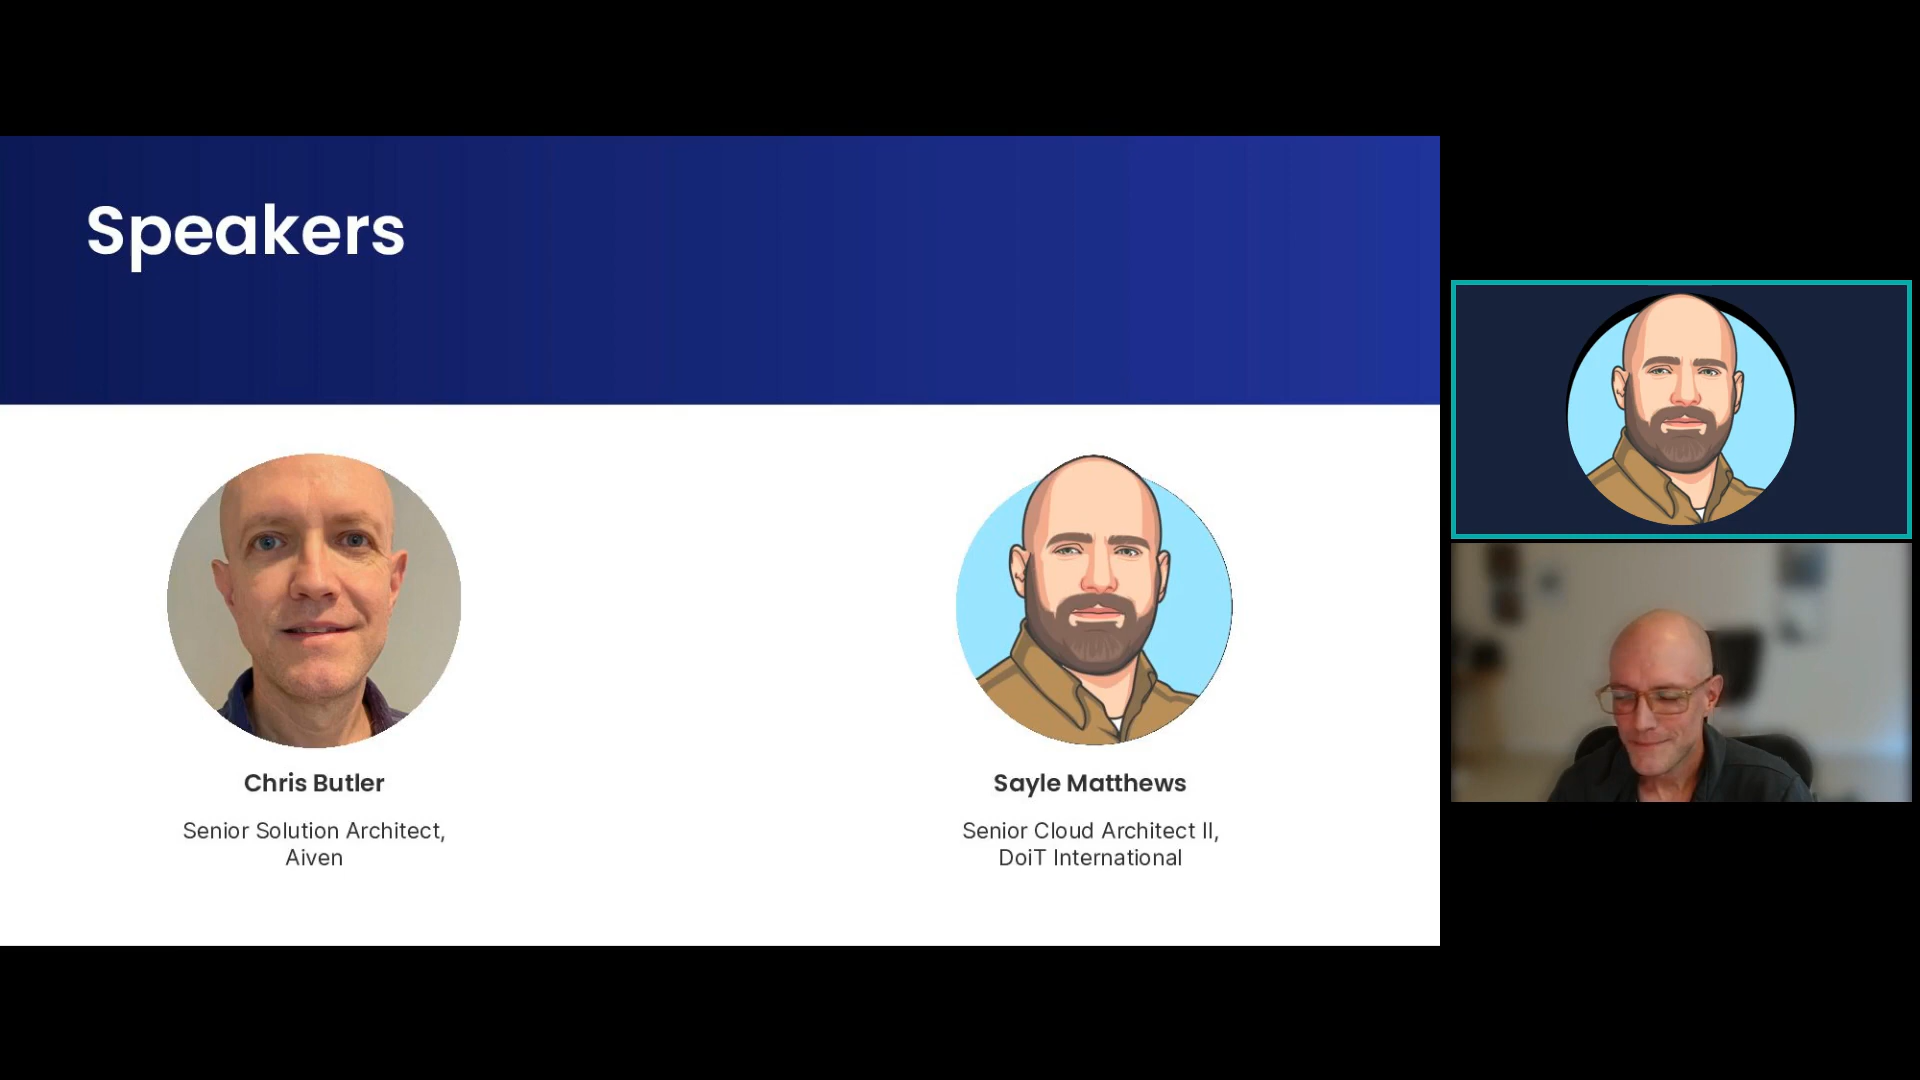 Speakers
Chris Butler
Senior Solution Architect,
Aiven
Sayle Matthews
Senior Cloud Architect II,
DoiT International